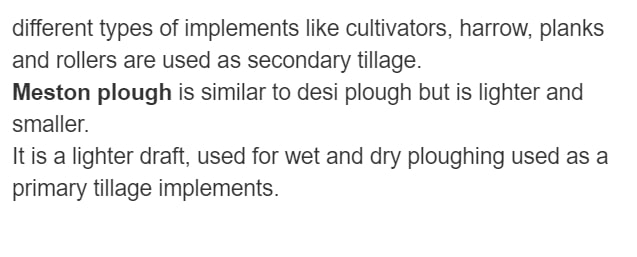 different types of implements like cultivators, harrow, planks
and rollers are used as secondary tillage.
Meston plough is similar to desi plough but is lighter and
smaller.
It is a lighter draft, used for wet and dry ploughing used as a
primary tillage implements.